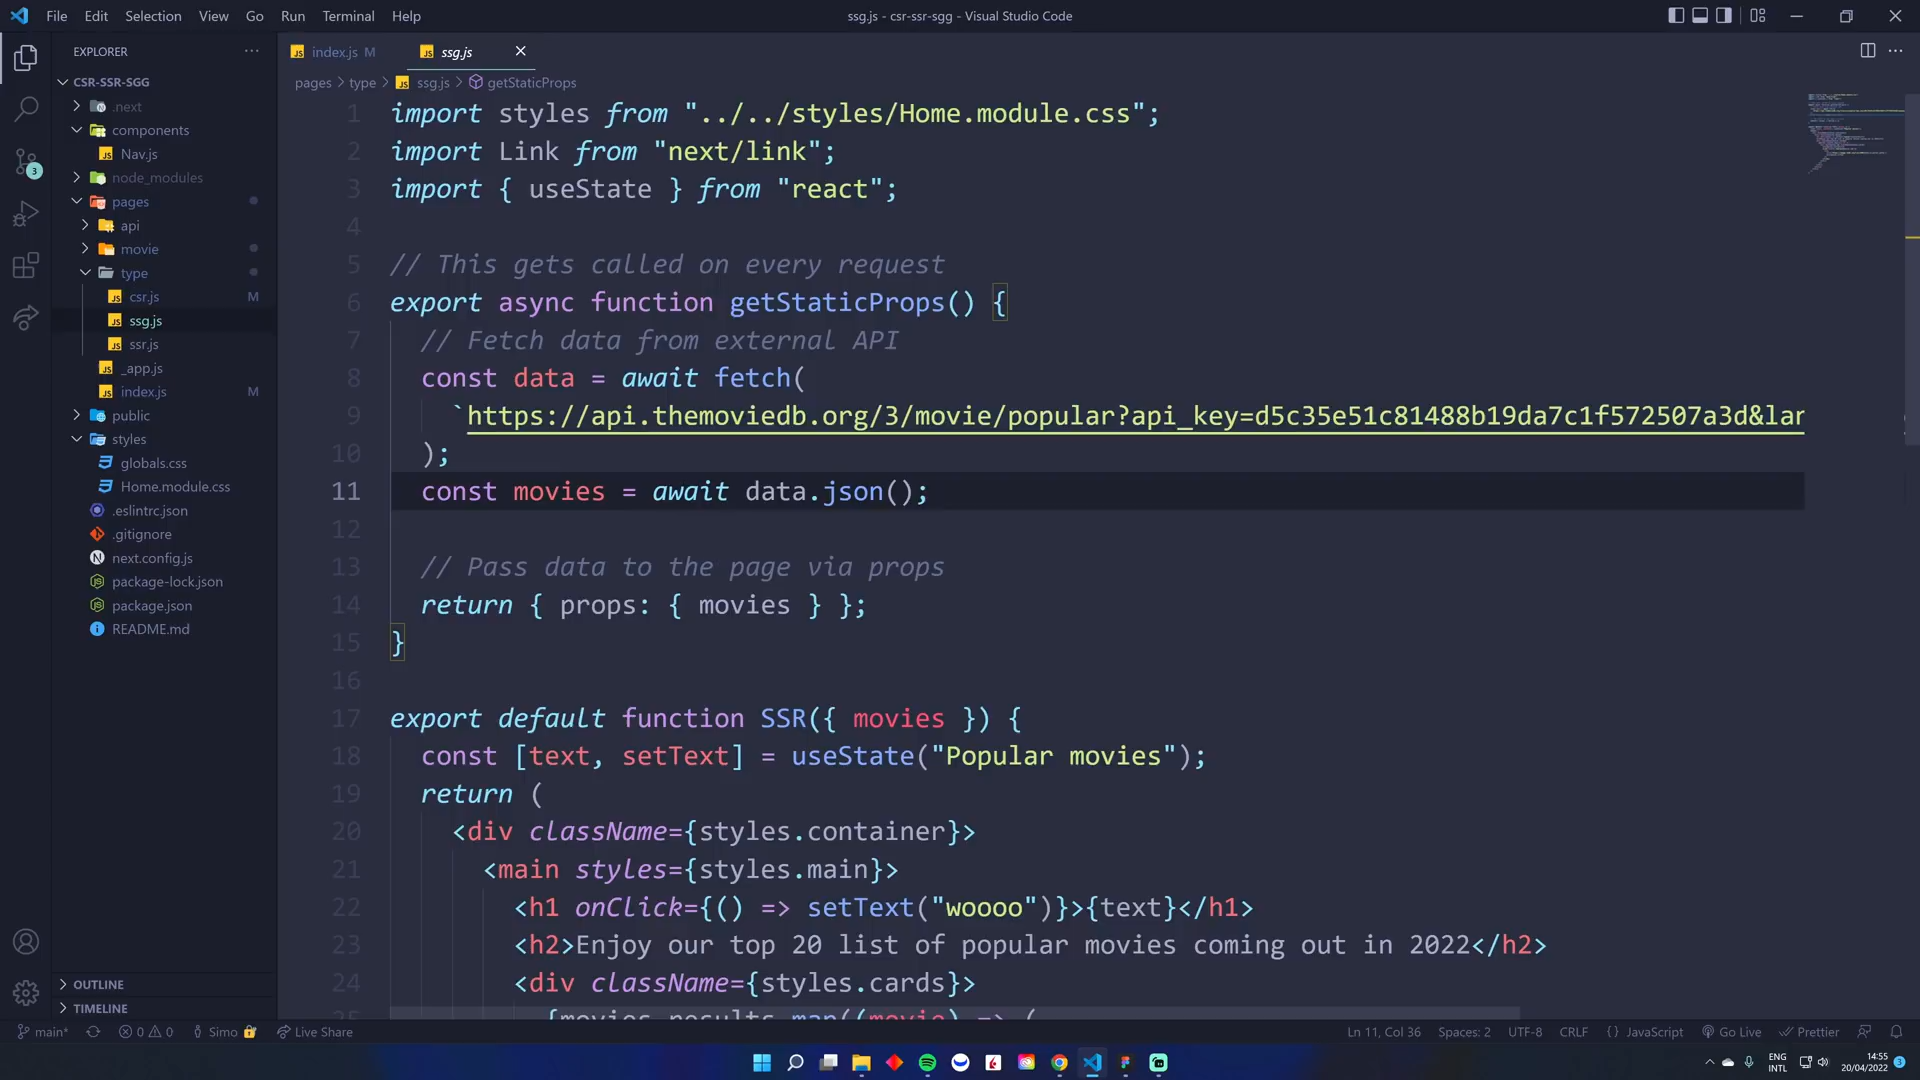 File Edit Selection View Go Run Terminal Help
ssg.js - csr-ssr-sgg - Visual Studio Code
EXPLORER
CSR-SSR-SGG
.next
components
Nav.js
node_modules
pages
api
movie
type
csr.js M
ssg.js
ssr.js
_app.js
index.js M
public
styles
globals.css
Home.module.css
.eslintrc.json
.gitignore
next.config.js
package-lock.json
package.json
README.md
OUTLINE
TIMELINE
3
index.js M
ssg.js
pages > type > ssg.js > getStaticProps
1 import styles from "../../styles/Home.module.css";
2 import Link from "next/link";
3 import { useState } from "react";
4
5 // This gets called on every request
6 export async function getStaticProps() {
7 // Fetch data from external API
8 const data = await fetch(
9 `https://api.themoviedb.org/3/movie/popular?api_key=d5c35e51c81488b19da7c1f572507a3d&lan
10 );
11 const movies = await data.json();
12
13 // Pass data to the page via props
14 return { props: { movies } };
15 }
16
17 export default function SSR({ movies }) {
18 const [text, setText] = useState("Popular movies");
19 return (
20 <div className={styles.container}>
21 <main styles={styles.main}>
22 <h1 onClick={() => setText("woooo")}>{text}</h1>
23 <h2>Enjoy our top 20 list of popular movies coming out in 2022</h2>
24 <div className={styles.cards}>
25 {movies.results.map((movie) => (
main* 0 0 Simo Live Share
Ln 11, Col 36 Spaces: 2 UTF-8 CRLF {} JavaScript Go Live Prettier
ENG
INTL
14:55
20/04/2022
3